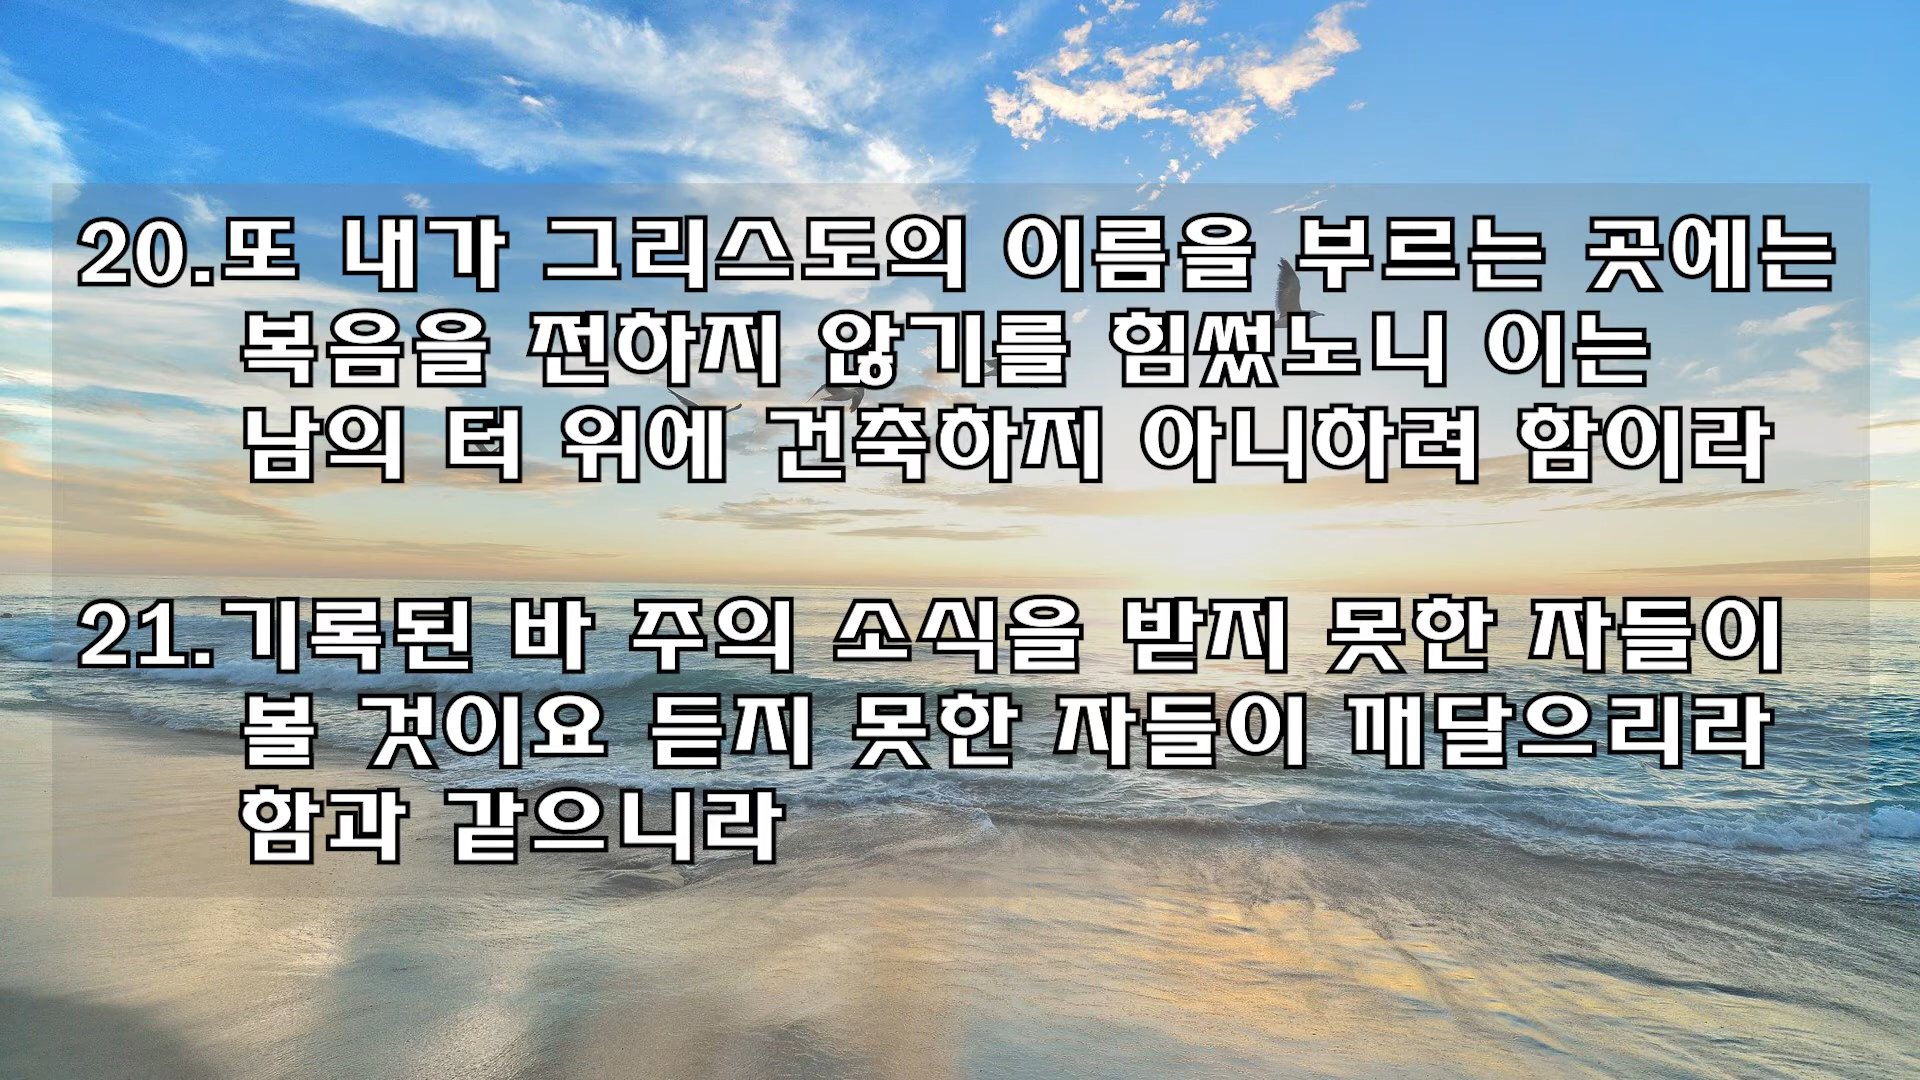 20.또 내가 그리스도의 이름을 부르는 곳에는
복음을 전하지 않기를 힘썼노니 이는
남의 터 위에 건축하지 아니하려 함이라
21.기록된 바 주의 소식을 받지 못한 자들이
볼 것이요 듣지 못한 자들이 깨달으리라
함과 같으니라